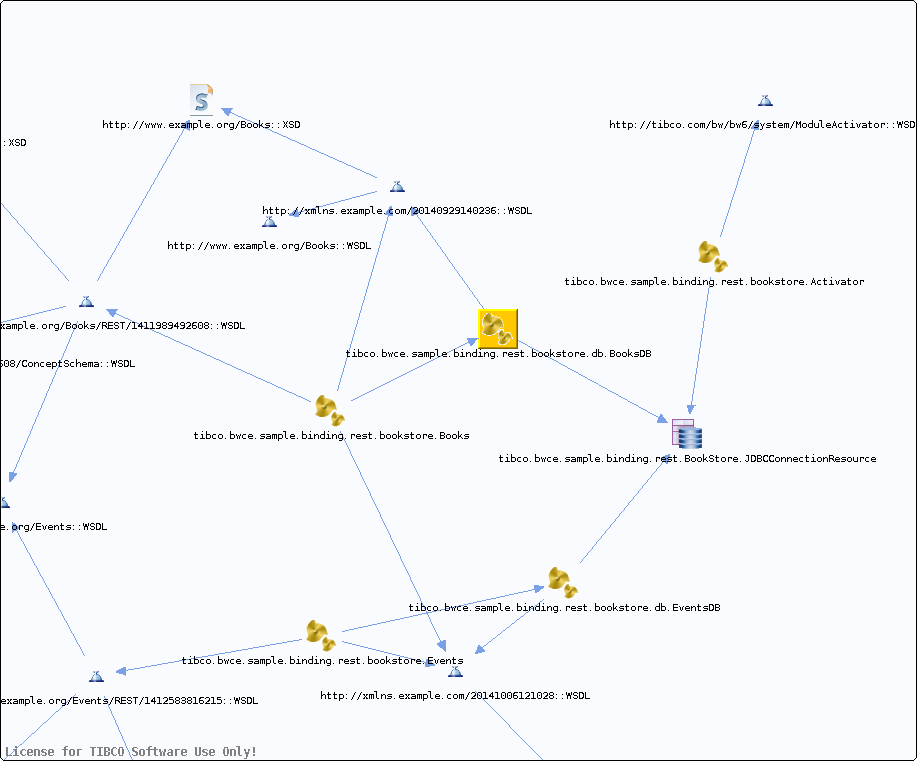 http://www.example.org/Books::XSD
http://tibco.com/bw/bw6/system/ModuleActivator::WSD
::XSD
http://xmlns.example.com/20140929140236::WSDL
http://www.example.org/Books::WSDL
tibco.bwce.sample.binding.rest.bookstore.Activator
xample.org/Books/REST/1411989492608::WSDL
tibco.bwce.sample.binding.rest.bookstore.db.BooksDB
508/ConceptSchema::WSDL
tibco.bwce.sample.binding.rest.bookstore.Books
tibco.bwce.sample.binding.rest.BookStore.JDBCConnectionResource
e.org/Events::WSDL
tibco.bwce.sample.binding.rest.bookstore.db.EventsDB
tibco.bwce.sample.binding.rest.bookstore.Events
http://xmlns.example.com/20141006121028::WSDL
example.org/Events/REST/1412583816215::WSDL
License for TIBCO Software Use Only!